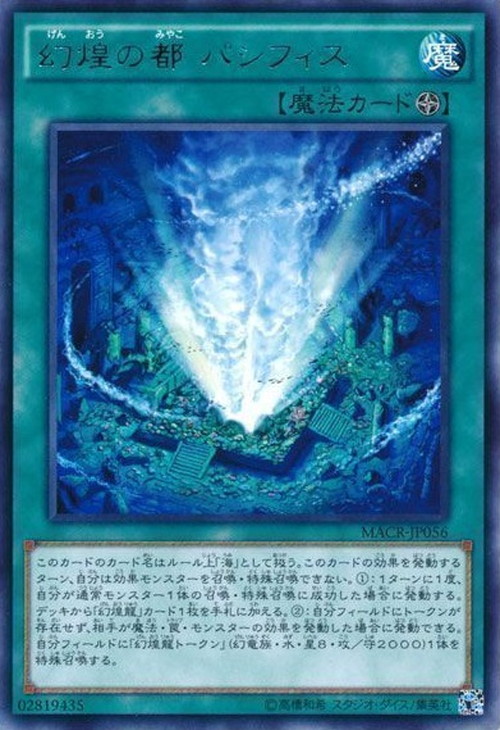 幻煌の都 パシフィス
魔
【魔法カード】
MACR-JP056
このカードのカード名はルール上「海」として扱う。このカードの効果を発動する
ターン、自分は効果モンスターを召喚・特殊召喚できない。①:1ターンに1度、
自分が通常モンスター1体の召喚・特殊召喚に成功した場合に発動する。
デッキから「幻煌龍」カード1枚を手札に加える。②:自分フィールドにトークンが
存在せず、相手が魔法・罠・モンスターの効果を発動した場合に発動できる。
自分フィールドに「幻煌龍トークン」(幻竜族・水・星8・攻/守2000)1体を
特殊召喚する。
02819435
©高橋和希 スタジオ・ダイス/集英社